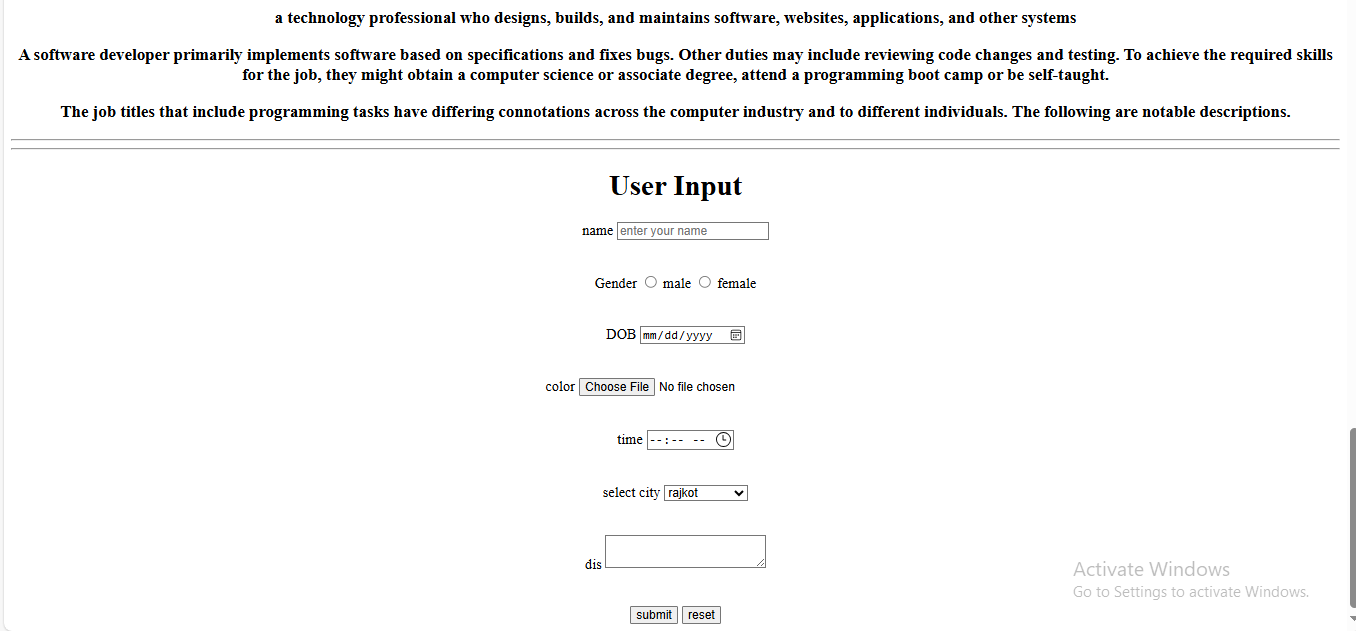 a technology professional who designs, builds, and maintains software, websites, applications, and other systems
A software developer primarily implements software based on specifications and fixes bugs. Other duties may include reviewing code changes and testing. To achieve the required skills
for the job, they might obtain a computer science or associate degree, attend a programming boot camp or be self-taught.
The job titles that include programming tasks have differing connotations across the computer industry and to different individuals. The following are notable descriptions.
User Input
name enter your name
Gender male female
DOB mm/dd/yyyy
color Choose File No file chosen
time --:-- --
select city rajkot
dis
submit reset
Activate Windows
Go to Settings to activate Windows.